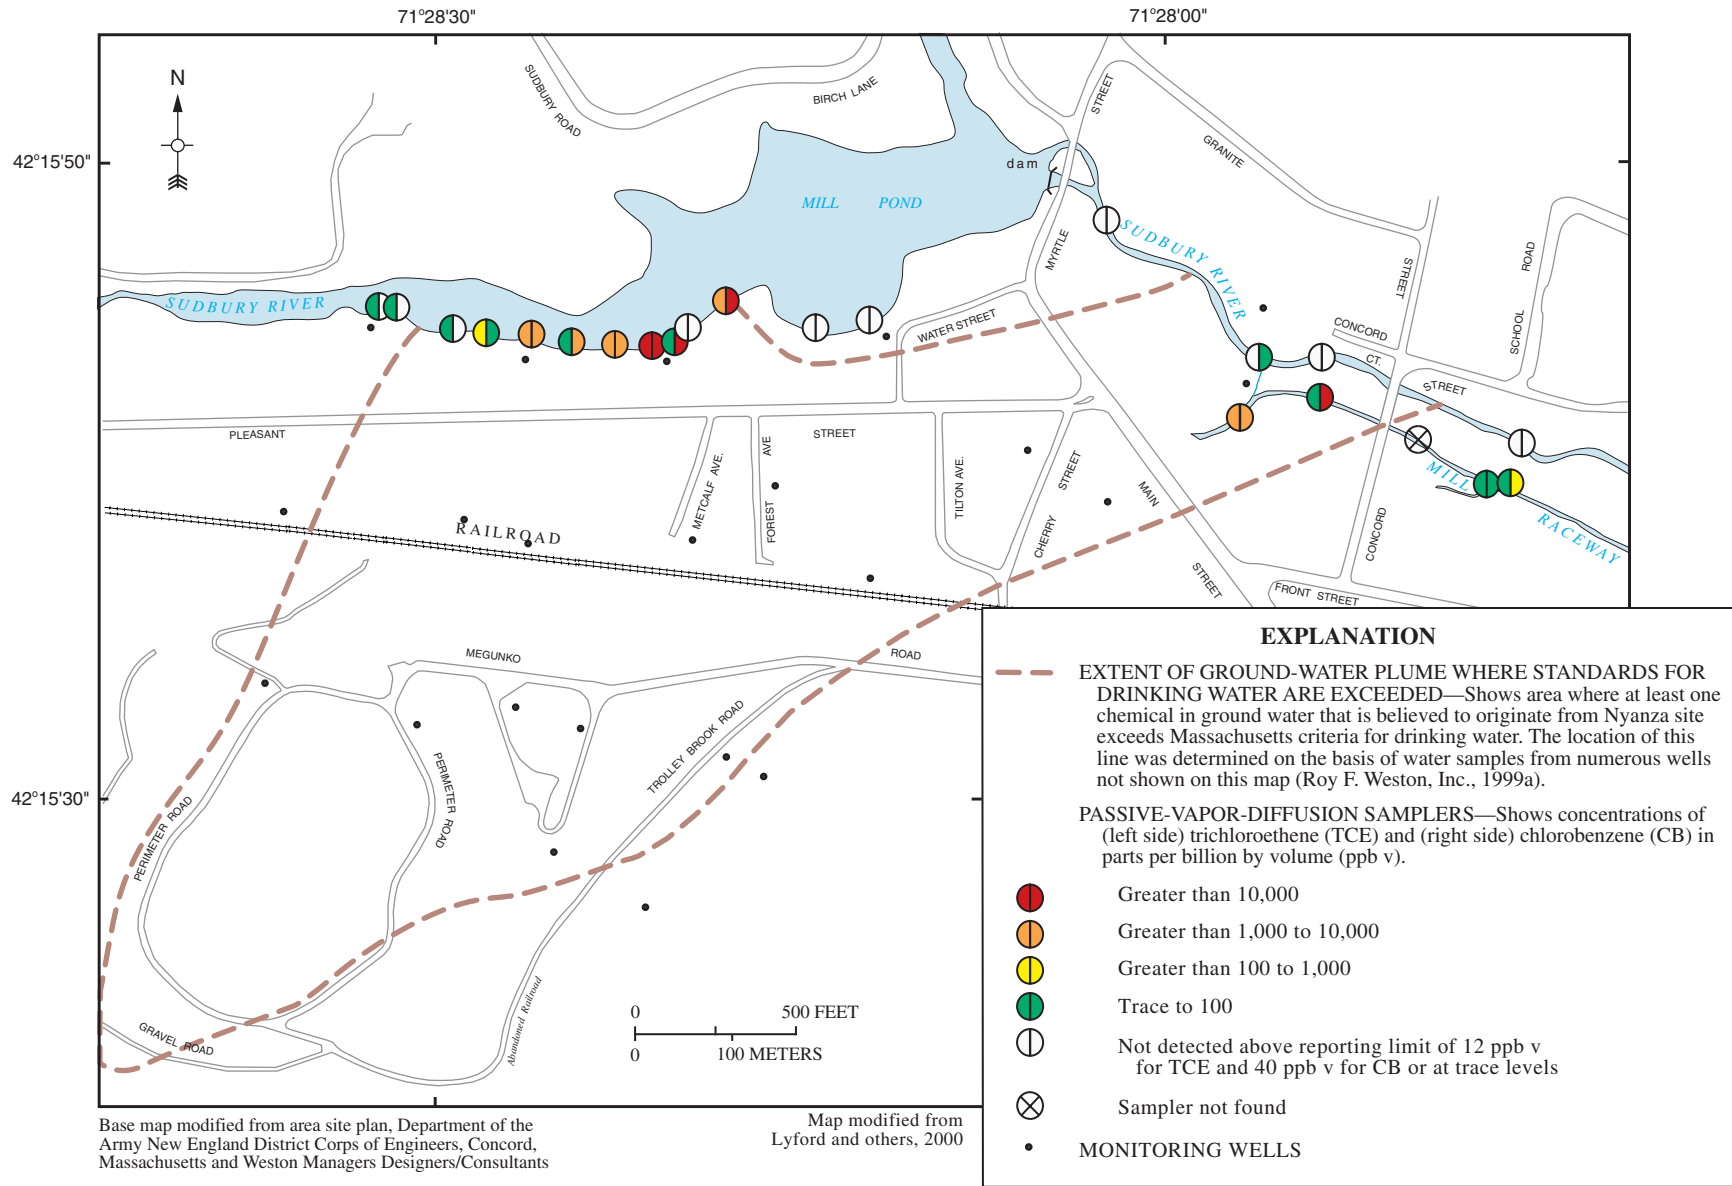 71°28'30"
71°28'00"
N
SUDBURY ROAD
BIRCH LANE
STREET
GRANITE
42°15'50"
dam
MILL POND
MYRTLE
SUDBURY RIVER
STREET
ROAD
SUDBURY RIVER
WATER STREET
CONCORD
CT.
SCHOOL
STREET
PLEASANT
STREET
METCALF AVE.
FOREST AVE
TILTON AVE.
CHERRY STREET
MAIN
STREET
CONCORD
MILL
RACEWAY
RAILROAD
FRONT STREET
MEGUNKO
ROAD
TROLLEY BROOK ROAD
PERIMETER ROAD
PERIMETER ROAD
42°15'30"
GRAVEL ROAD
Abandoned Railroad
0 500 FEET
0 100 METERS
Base map modified from area site plan, Department of the
Army New England District Corps of Engineers, Concord,
Massachusetts and Weston Managers Designers/Consultants
Map modified from
Lyford and others, 2000
EXPLANATION
EXTENT OF GROUND-WATER PLUME WHERE STANDARDS FOR
DRINKING WATER ARE EXCEEDED—Shows area where at least one
chemical in ground water that is believed to originate from Nyanza site
exceeds Massachusetts criteria for drinking water. The location of this
line was determined on the basis of water samples from numerous wells
not shown on this map (Roy F. Weston, Inc., 1999a).
PASSIVE-VAPOR-DIFFUSION SAMPLERS—Shows concentrations of
(left side) trichloroethene (TCE) and (right side) chlorobenzene (CB) in
parts per billion by volume (ppb v).
Greater than 10,000
Greater than 1,000 to 10,000
Greater than 100 to 1,000
Trace to 100
Not detected above reporting limit of 12 ppb v
for TCE and 40 ppb v for CB or at trace levels
Sampler not found
MONITORING WELLS